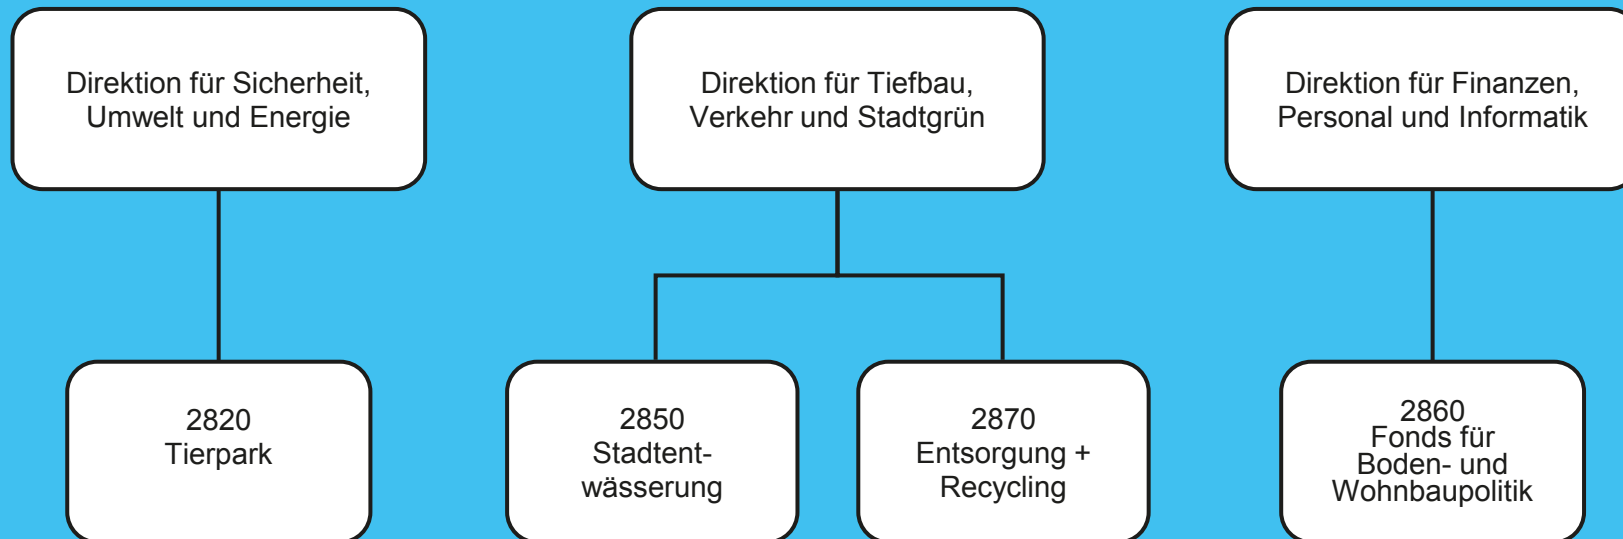 Direktion für Sicherheit,
Umwelt und Energie
Direktion für Tiefbau,
Verkehr und Stadtgrün
Direktion für Finanzen,
Personal und Informatik
2820
Tierpark
2850
Stadtent-
wässerung
2870
Entsorgung +
Recycling
2860
Fonds für
Boden- und
Wohnbaupolitik